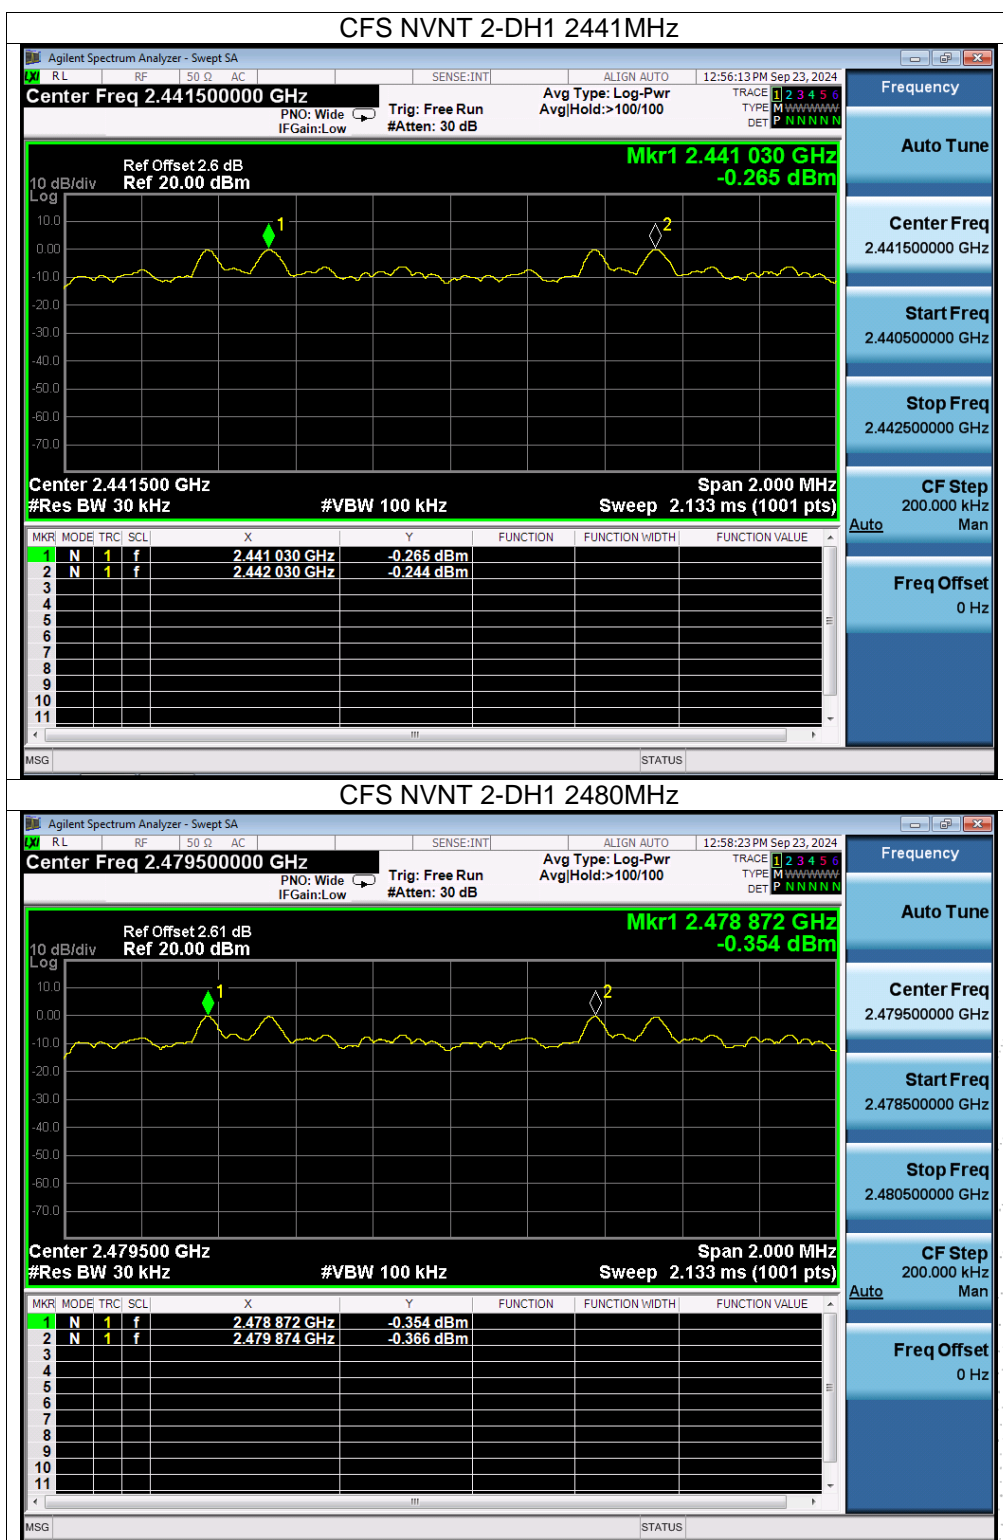 CFS NVNT 2-DH1 2441MHz
Agilent Spectrum Analyzer - Swept SA
LXI RL RF 50 Ω AC SENSE:INT ALIGN AUTO 12:56:13 PM Sep 23, 2024
Center Freq 2.441500000 GHz
PNO: Wide
IFGain:Low
Trig: Free Run
#Atten: 30 dB
Avg Type: Log-Pwr
Avg|Hold:>100/100
TRACE 1 2 3 4 5 6
TYPE M WWWWW
DET P N N N N N
Mkr1 2.441 030 GHz
-0.265 dBm
Ref Offset 2.6 dB
10 dB/div Ref 20.00 dBm
Log
10.0
0.00
-10.0
-20.0
-30.0
-40.0
-50.0
-60.0
-70.0
1
2
Center 2.441500 GHz Span 2.000 MHz
#Res BW 30 kHz #VBW 100 kHz Sweep 2.133 ms (1001 pts)
MKR MODE TRC SCL X Y FUNCTION FUNCTION WIDTH FUNCTION VALUE
1 N 1 f 2.441 030 GHz -0.265 dBm
2 N 1 f 2.442 030 GHz -0.244 dBm
3
4
5
6
7
8
9
10
11
MSG STATUS
Frequency
Auto Tune
Center Freq
2.441500000 GHz
Start Freq
2.440500000 GHz
Stop Freq
2.442500000 GHz
CF Step
200.000 kHz
Auto Man
Freq Offset
0 Hz
CFS NVNT 2-DH1 2480MHz
Agilent Spectrum Analyzer - Swept SA
LXI RL RF 50 Ω AC SENSE:INT ALIGN AUTO 12:58:23 PM Sep 23, 2024
Center Freq 2.479500000 GHz
PNO: Wide
IFGain:Low
Trig: Free Run
#Atten: 30 dB
Avg Type: Log-Pwr
Avg|Hold:>100/100
TRACE 1 2 3 4 5 6
TYPE M WWWWW
DET P N N N N N
Mkr1 2.478 872 GHz
-0.354 dBm
Ref Offset 2.61 dB
10 dB/div Ref 20.00 dBm
Log
10.0
0.00
-10.0
-20.0
-30.0
-40.0
-50.0
-60.0
-70.0
1
2
Center 2.479500 GHz Span 2.000 MHz
#Res BW 30 kHz #VBW 100 kHz Sweep 2.133 ms (1001 pts)
MKR MODE TRC SCL X Y FUNCTION FUNCTION WIDTH FUNCTION VALUE
1 N 1 f 2.478 872 GHz -0.354 dBm
2 N 1 f 2.479 874 GHz -0.366 dBm
3
4
5
6
7
8
9
10
11
MSG STATUS
Frequency
Auto Tune
Center Freq
2.479500000 GHz
Start Freq
2.478500000 GHz
Stop Freq
2.480500000 GHz
CF Step
200.000 kHz
Auto Man
Freq Offset
0 Hz